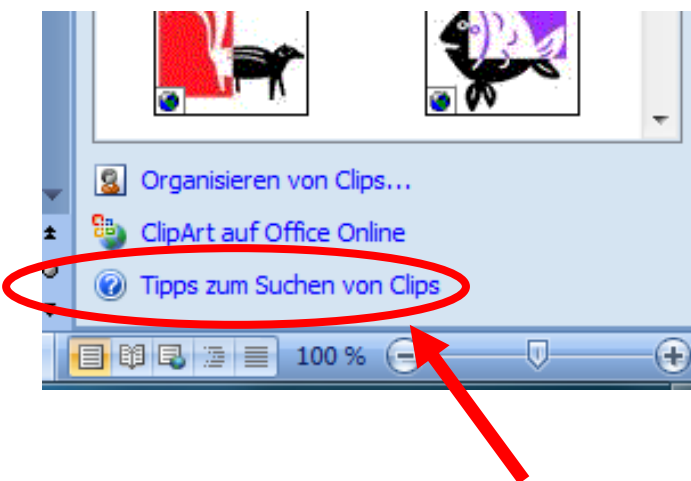 Organisieren von Clips...
ClipArt auf Office Online
Tipps zum Suchen von Clips
100 %